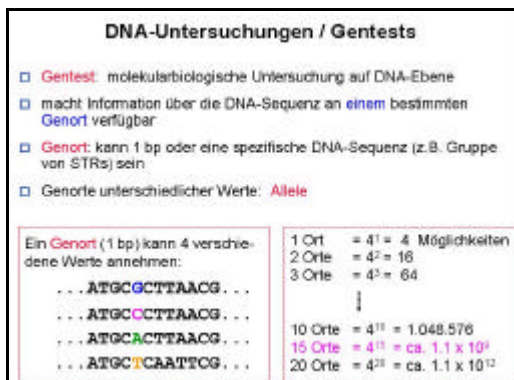 DNA-Untersuchungen / Gentests
Gentest: molekularbiologische Untersuchung auf DNA-Ebene
macht Information über die DNA-Sequenz an einem bestimmten
Genort verfügbar
Genort: kann 1 bp oder eine spezifische DNA-Sequenz (z.B. Gruppe
von STRs) sein
Genorte unterschiedlicher Werte: Allele
Ein Genort (1 bp) kann 4 verschie-
dene Werte annehmen:
...ATGCGCTTAACG...
...ATGCCCTTAACG...
...ATGCACTTAACG...
...ATGCTCAATTCG...
1 Ort = 4¹ = 4 Möglichkeiten
2 Orte = 4² = 16
3 Orte = 4³ = 64
10 Orte = 4¹⁰ = 1.048.576
15 Orte = 4¹⁵ = ca. 1.1 x 10⁹
20 Orte = 4²⁰ = ca. 1.1 x 10¹²